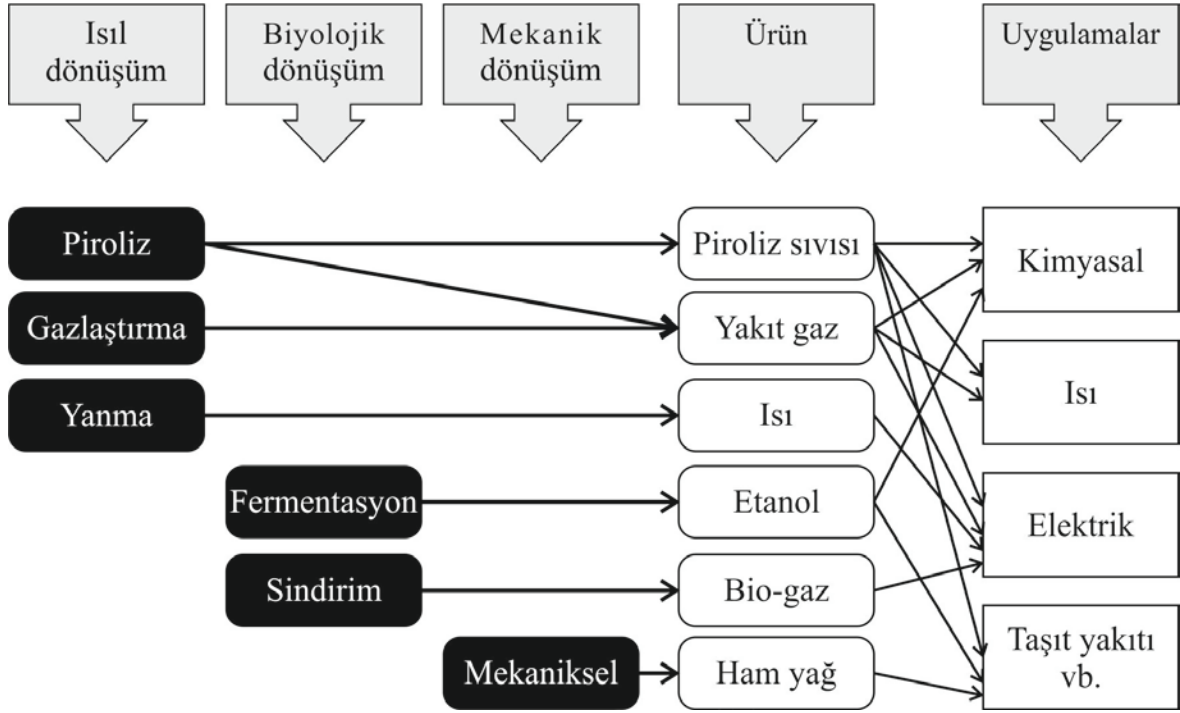 Isıl
dönüşüm
Biyolojik
dönüşüm
Mekanik
dönüşüm
Ürün
Uygulamalar
Piroliz
Piroliz sıvısı
Kimyasal
Gazlaştırma
Yakıt gaz
Yanma
Isı
Isı
Fermentasyon
Etanol
Elektrik
Sindirim
Bio-gaz
Mekaniksel
Ham yağ
Taşıt yakıtı
vb.